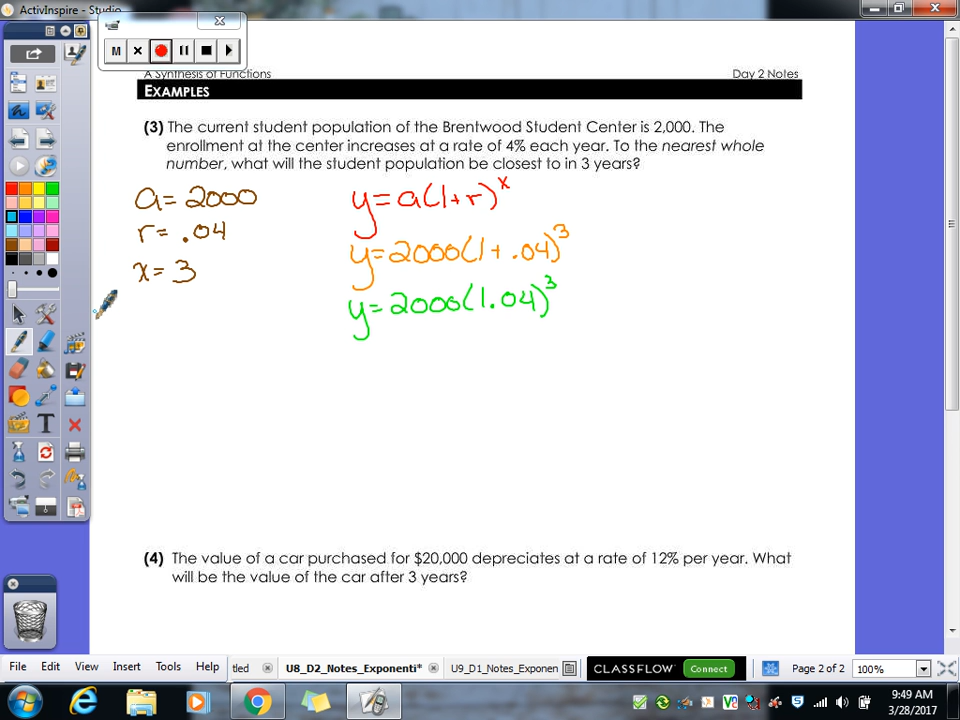 ActivInspire - Studio
A Synthesis of Functions Day 2 Notes
EXAMPLES
(3) The current student population of the Brentwood Student Center is 2,000. The
enrollment at the center increases at a rate of 4% each year. To the nearest whole
number, what will the student population be closest to in 3 years?
a = 2000
r = .04
x = 3
y = a(1+r)^x
y = 2000(1 + .04)^3
y = 2000(1.04)^3
(4) The value of a car purchased for $20,000 depreciates at a rate of 12% per year. What
will be the value of the car after 3 years?
File Edit View Insert Tools Help tled U8_D2_Notes_Exponenti* U9_D1_Notes_Exponen CLASSFLOW Connect Page 2 of 2 100%
9:49 AM
3/28/2017